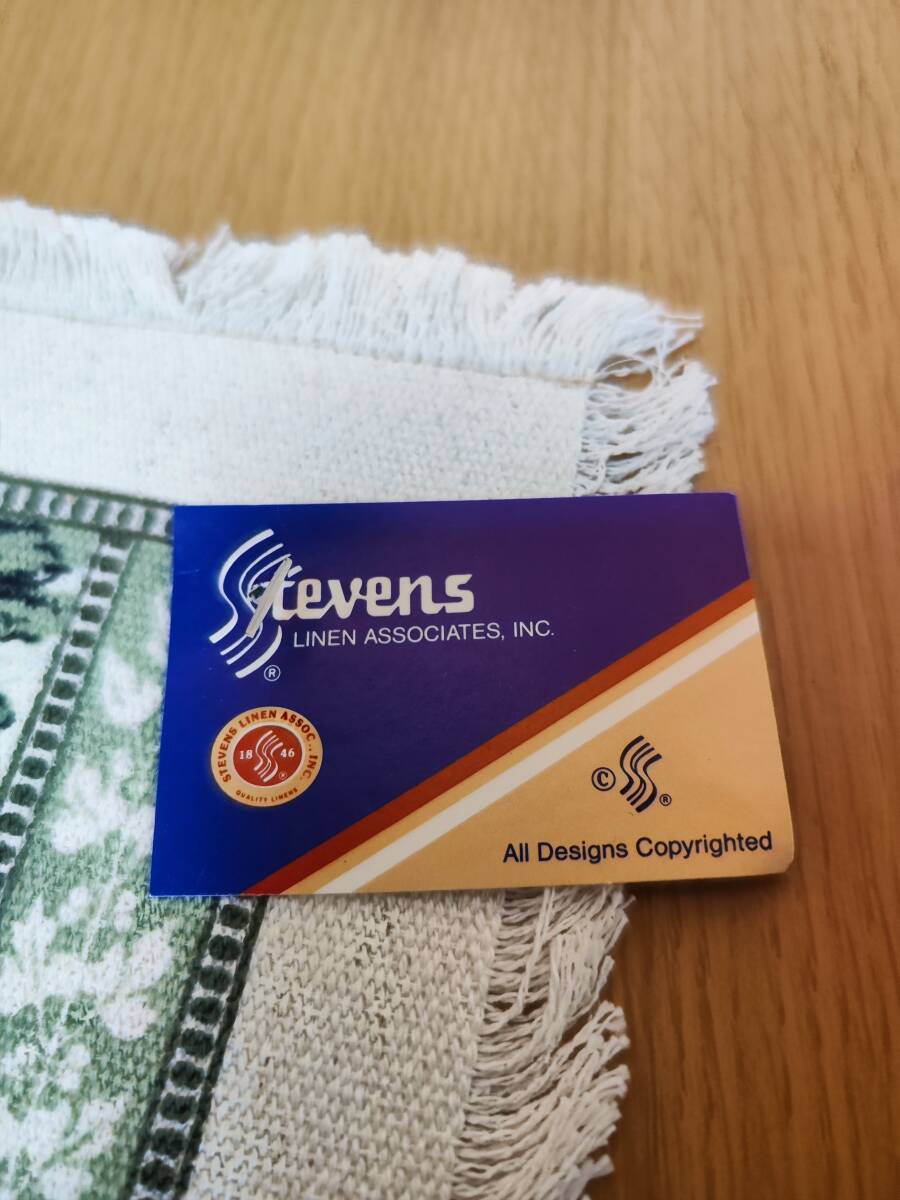 Stevens
LINEN ASSOCIATES, INC.
®
STEVENS LINEN ASSOC., INC.
18 46
®
QUALITY LINENS
© ®
All Designs Copyrighted